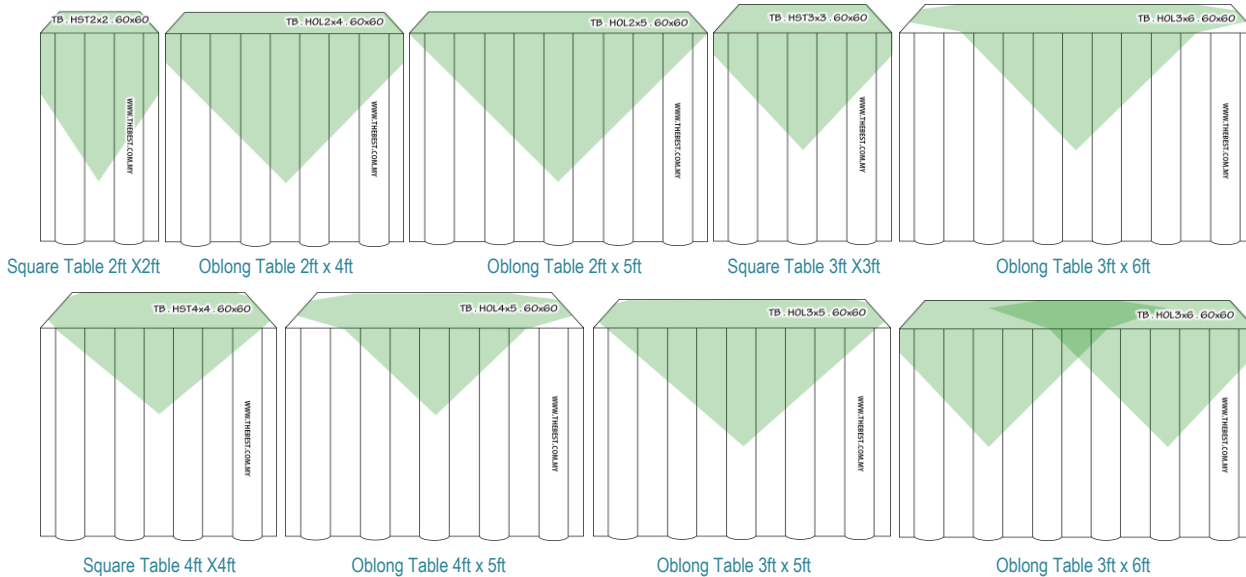 TB . HST2x2 . 60x60
TB . HOL2x4 . 60x60
TB . HOL2x5 . 60x60
TB . HST3x3 . 60x60
TB . HOL3x6 . 60x60
WWW.THEBEST.COM.MY
WWW.THEBEST.COM.MY
WWW.THEBEST.COM.MY
WWW.THEBEST.COM.MY
WWW.THEBEST.COM.MY
Square Table 2ft X2ft
Oblong Table 2ft x 4ft
Oblong Table 2ft x 5ft
Square Table 3ft X3ft
Oblong Table 3ft x 6ft
TB . HST4x4 . 60x60
TB . HOL4x5 . 60x60
TB . HOL3x5 . 60x60
TB . HOL3x6 . 60x60
WWW.THEBEST.COM.MY
WWW.THEBEST.COM.MY
WWW.THEBEST.COM.MY
WWW.THEBEST.COM.MY
Square Table 4ft X4ft
Oblong Table 4ft x 5ft
Oblong Table 3ft x 5ft
Oblong Table 3ft x 6ft